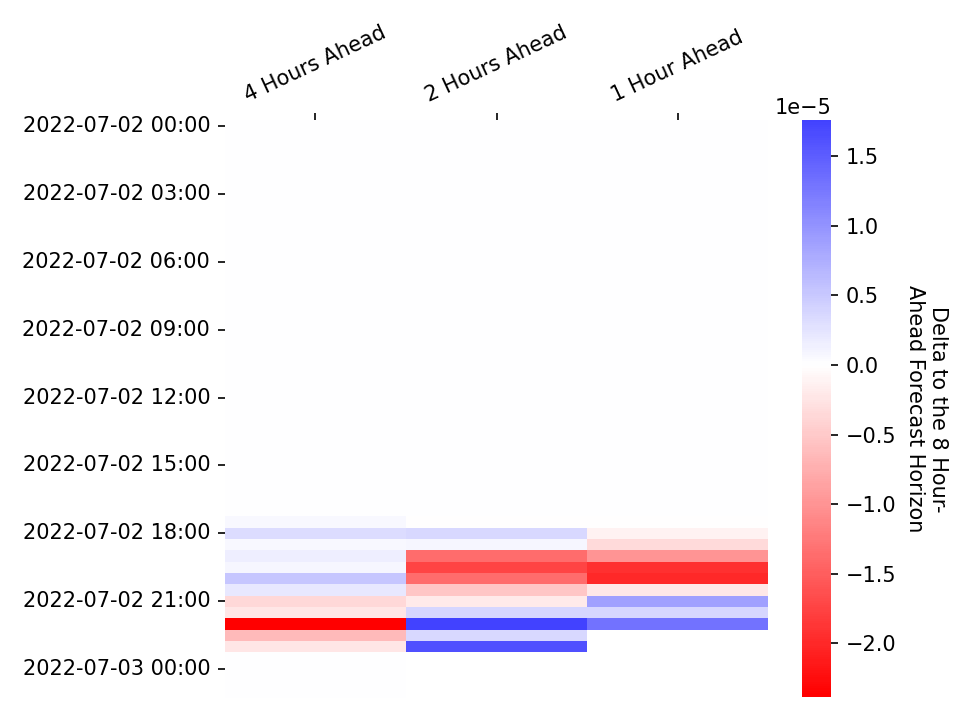 4 Hours Ahead
2 Hours Ahead
1 Hour Ahead
1e−5
2022-07-02 00:00
2022-07-02 03:00
2022-07-02 06:00
2022-07-02 09:00
2022-07-02 12:00
2022-07-02 15:00
2022-07-02 18:00
2022-07-02 21:00
2022-07-03 00:00
1.5
1.0
0.5
0.0
−0.5
−1.0
−1.5
−2.0
Delta to the 8 Hour-
Ahead Forecast Horizon